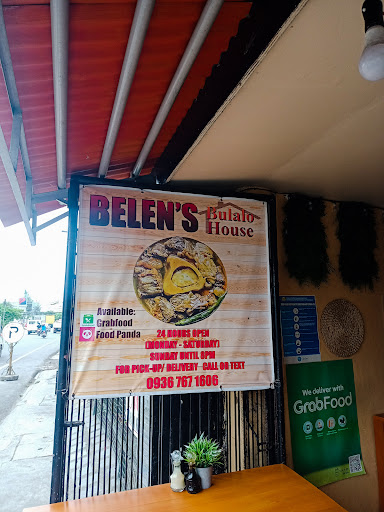 BELEN'S Bulalo
House
Available:
Grabfood
Food Panda
24 HOURS OPEN
(MONDAY - SATURDAY)
SUNDAY UNTIL 8PM
FOR PICK-UP/ DELIVERY CALL OR TEXT
0936 767 1606
We deliver with
GrabFood
P